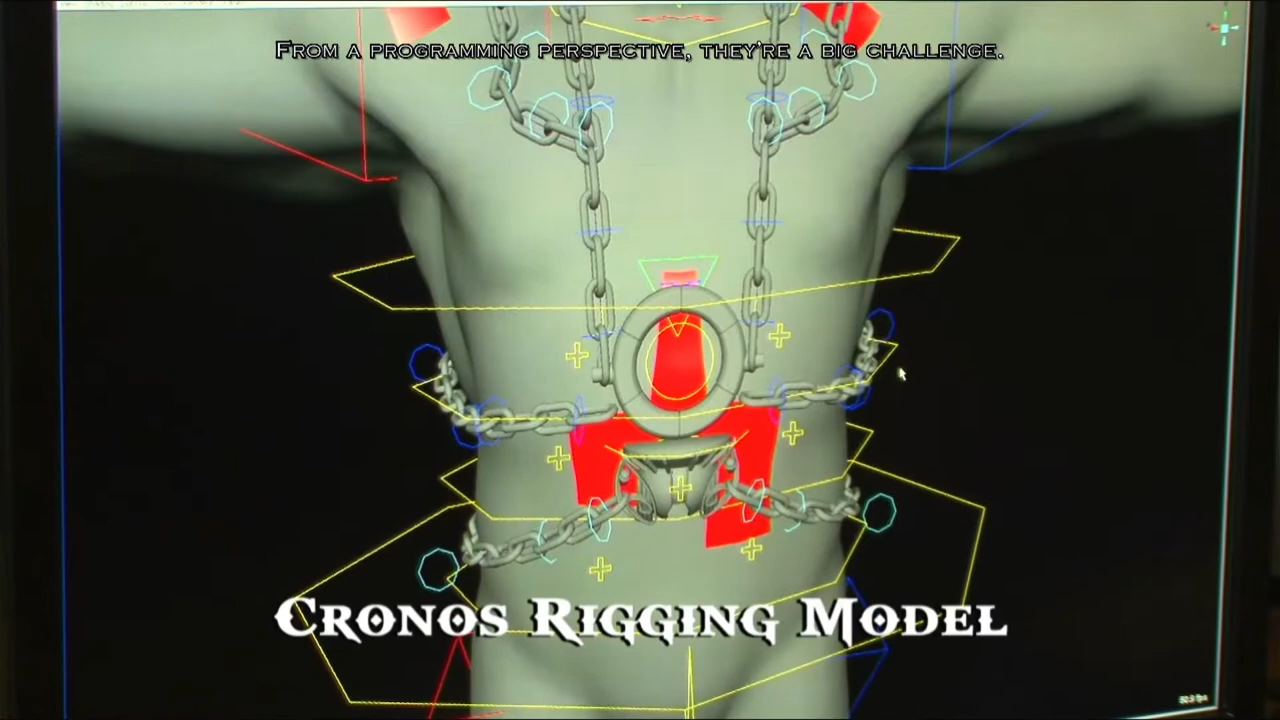 From a programming perspective, they're a big challenge.
Cronos Rigging Model